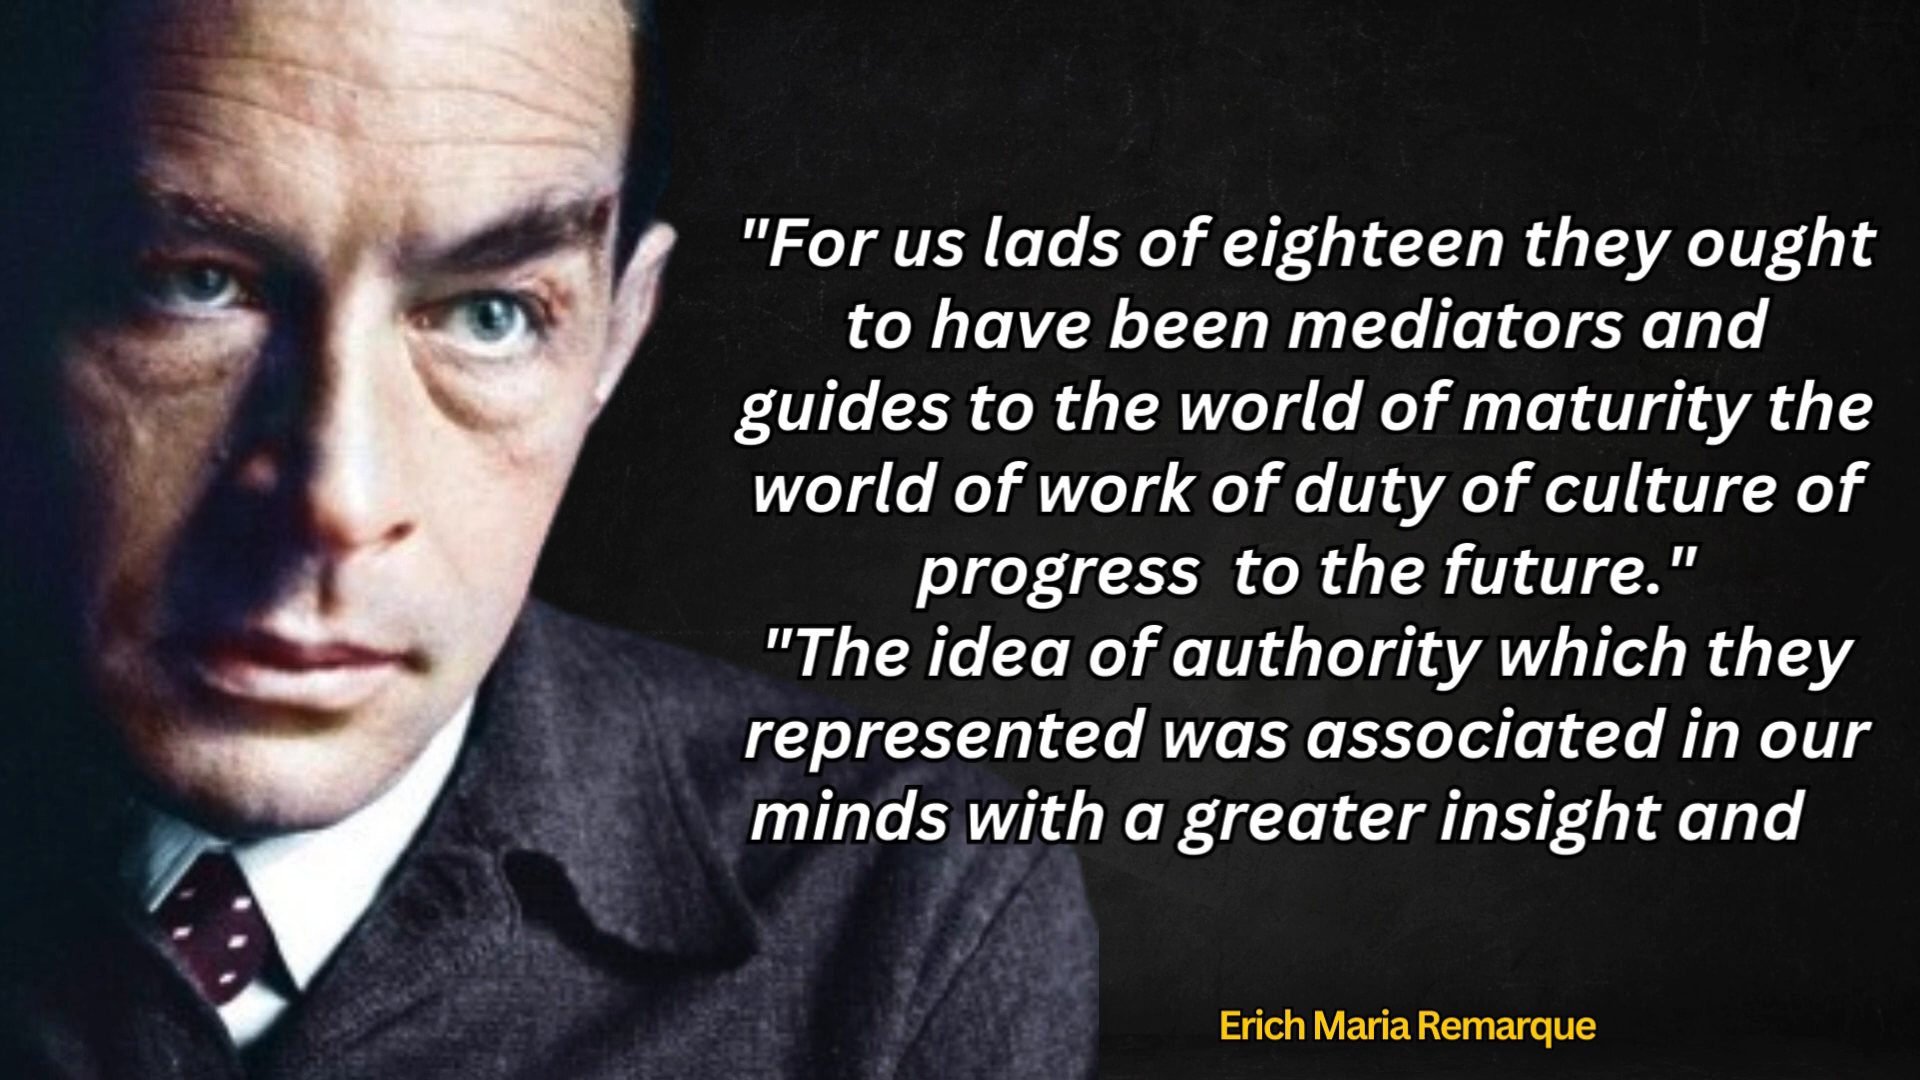 "For us lads of eighteen they ought
to have been mediators and
guides to the world of maturity the
world of work of duty of culture of
progress  to the future."
"The idea of authority which they
represented was associated in our
minds with a greater insight and
Erich Maria Remarque